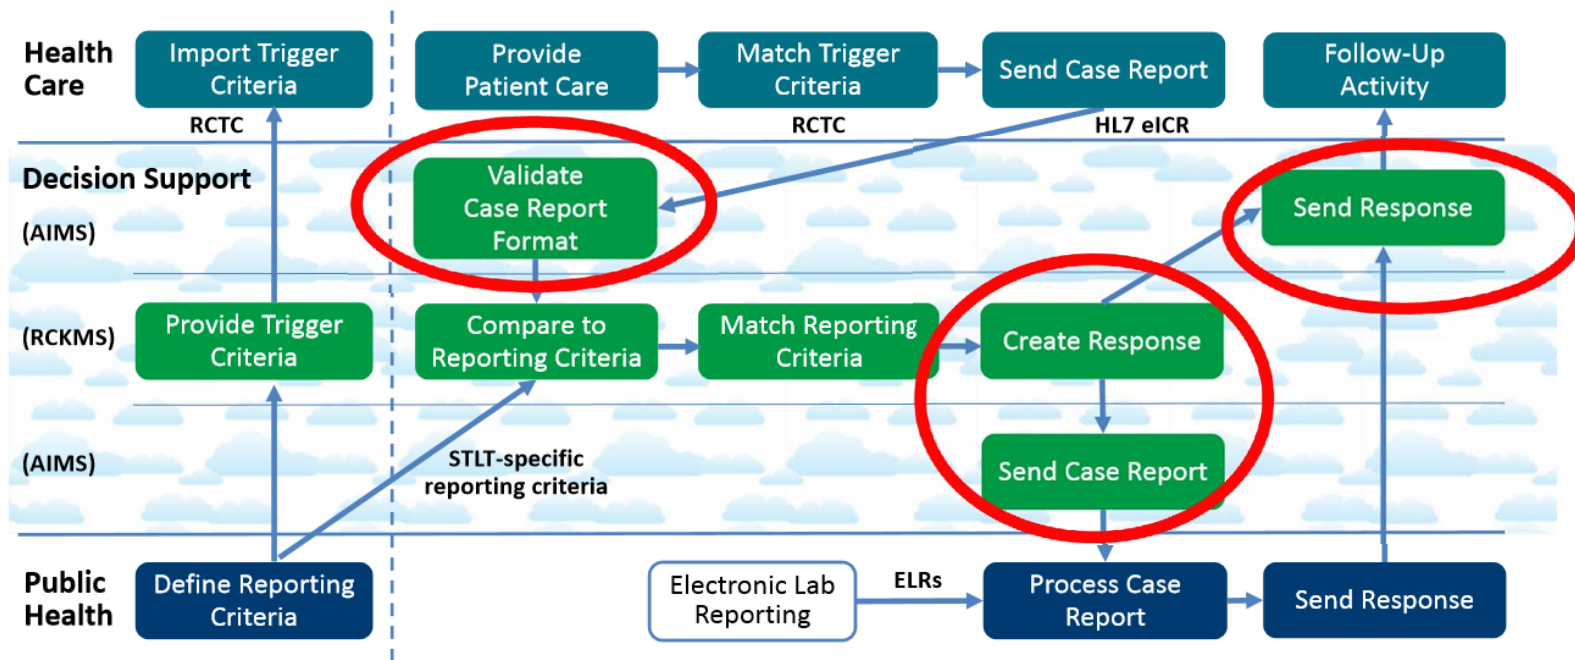 Health
Care
Import Trigger
Criteria
Provide
Patient Care
Match Trigger
Criteria
Send Case Report
Follow-Up
Activity
RCTC
RCTC
HL7 eICR
Decision Support
(AIMS)
Validate
Case Report
Format
Send Response
(RCKMS)
Provide Trigger
Criteria
Compare to
Reporting Criteria
Match Reporting
Criteria
Create Response
(AIMS)
STLT-specific
reporting criteria
Send Case Report
Public
Health
Define Reporting
Criteria
Electronic Lab
Reporting
ELRs
Process Case
Report
Send Response